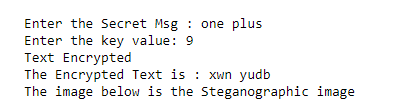 Enter the Secret Msg : one plus
Enter the key value: 9
Text Encrypted
The Encrypted Text is : xwn yudb
The image below is the Steganographic image